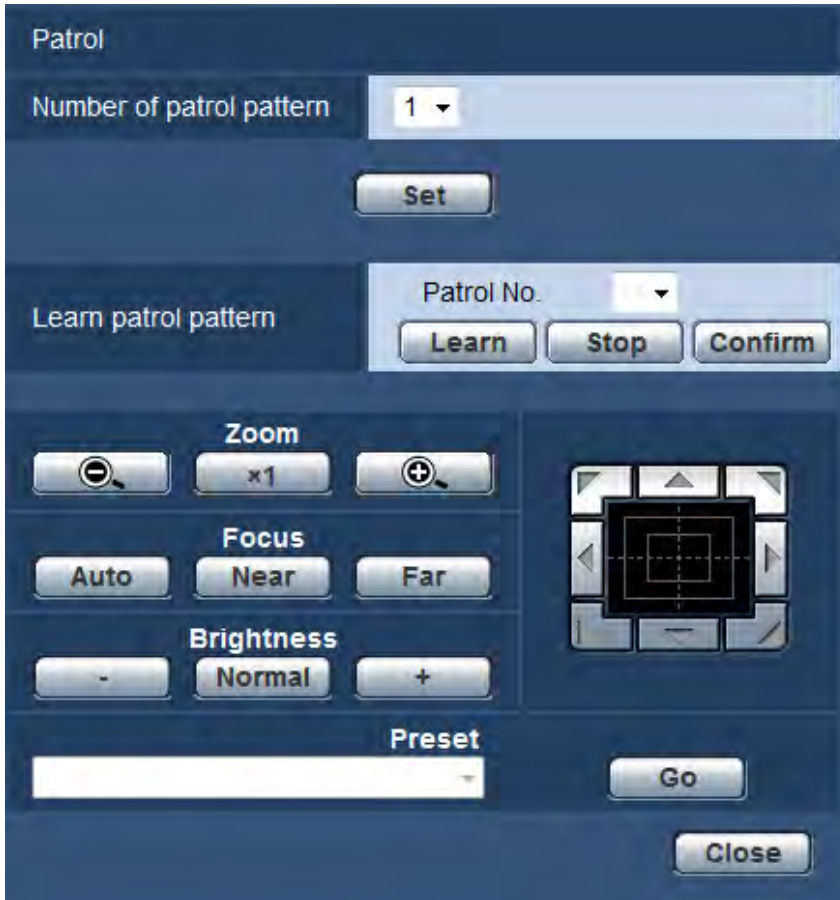 Patrol
Number of patrol pattern 1
Set
Learn patrol pattern
Patrol No.
Learn Stop Confirm
Zoom
×1
Focus
Auto Near Far
Brightness
- Normal +
Preset
Go
Close